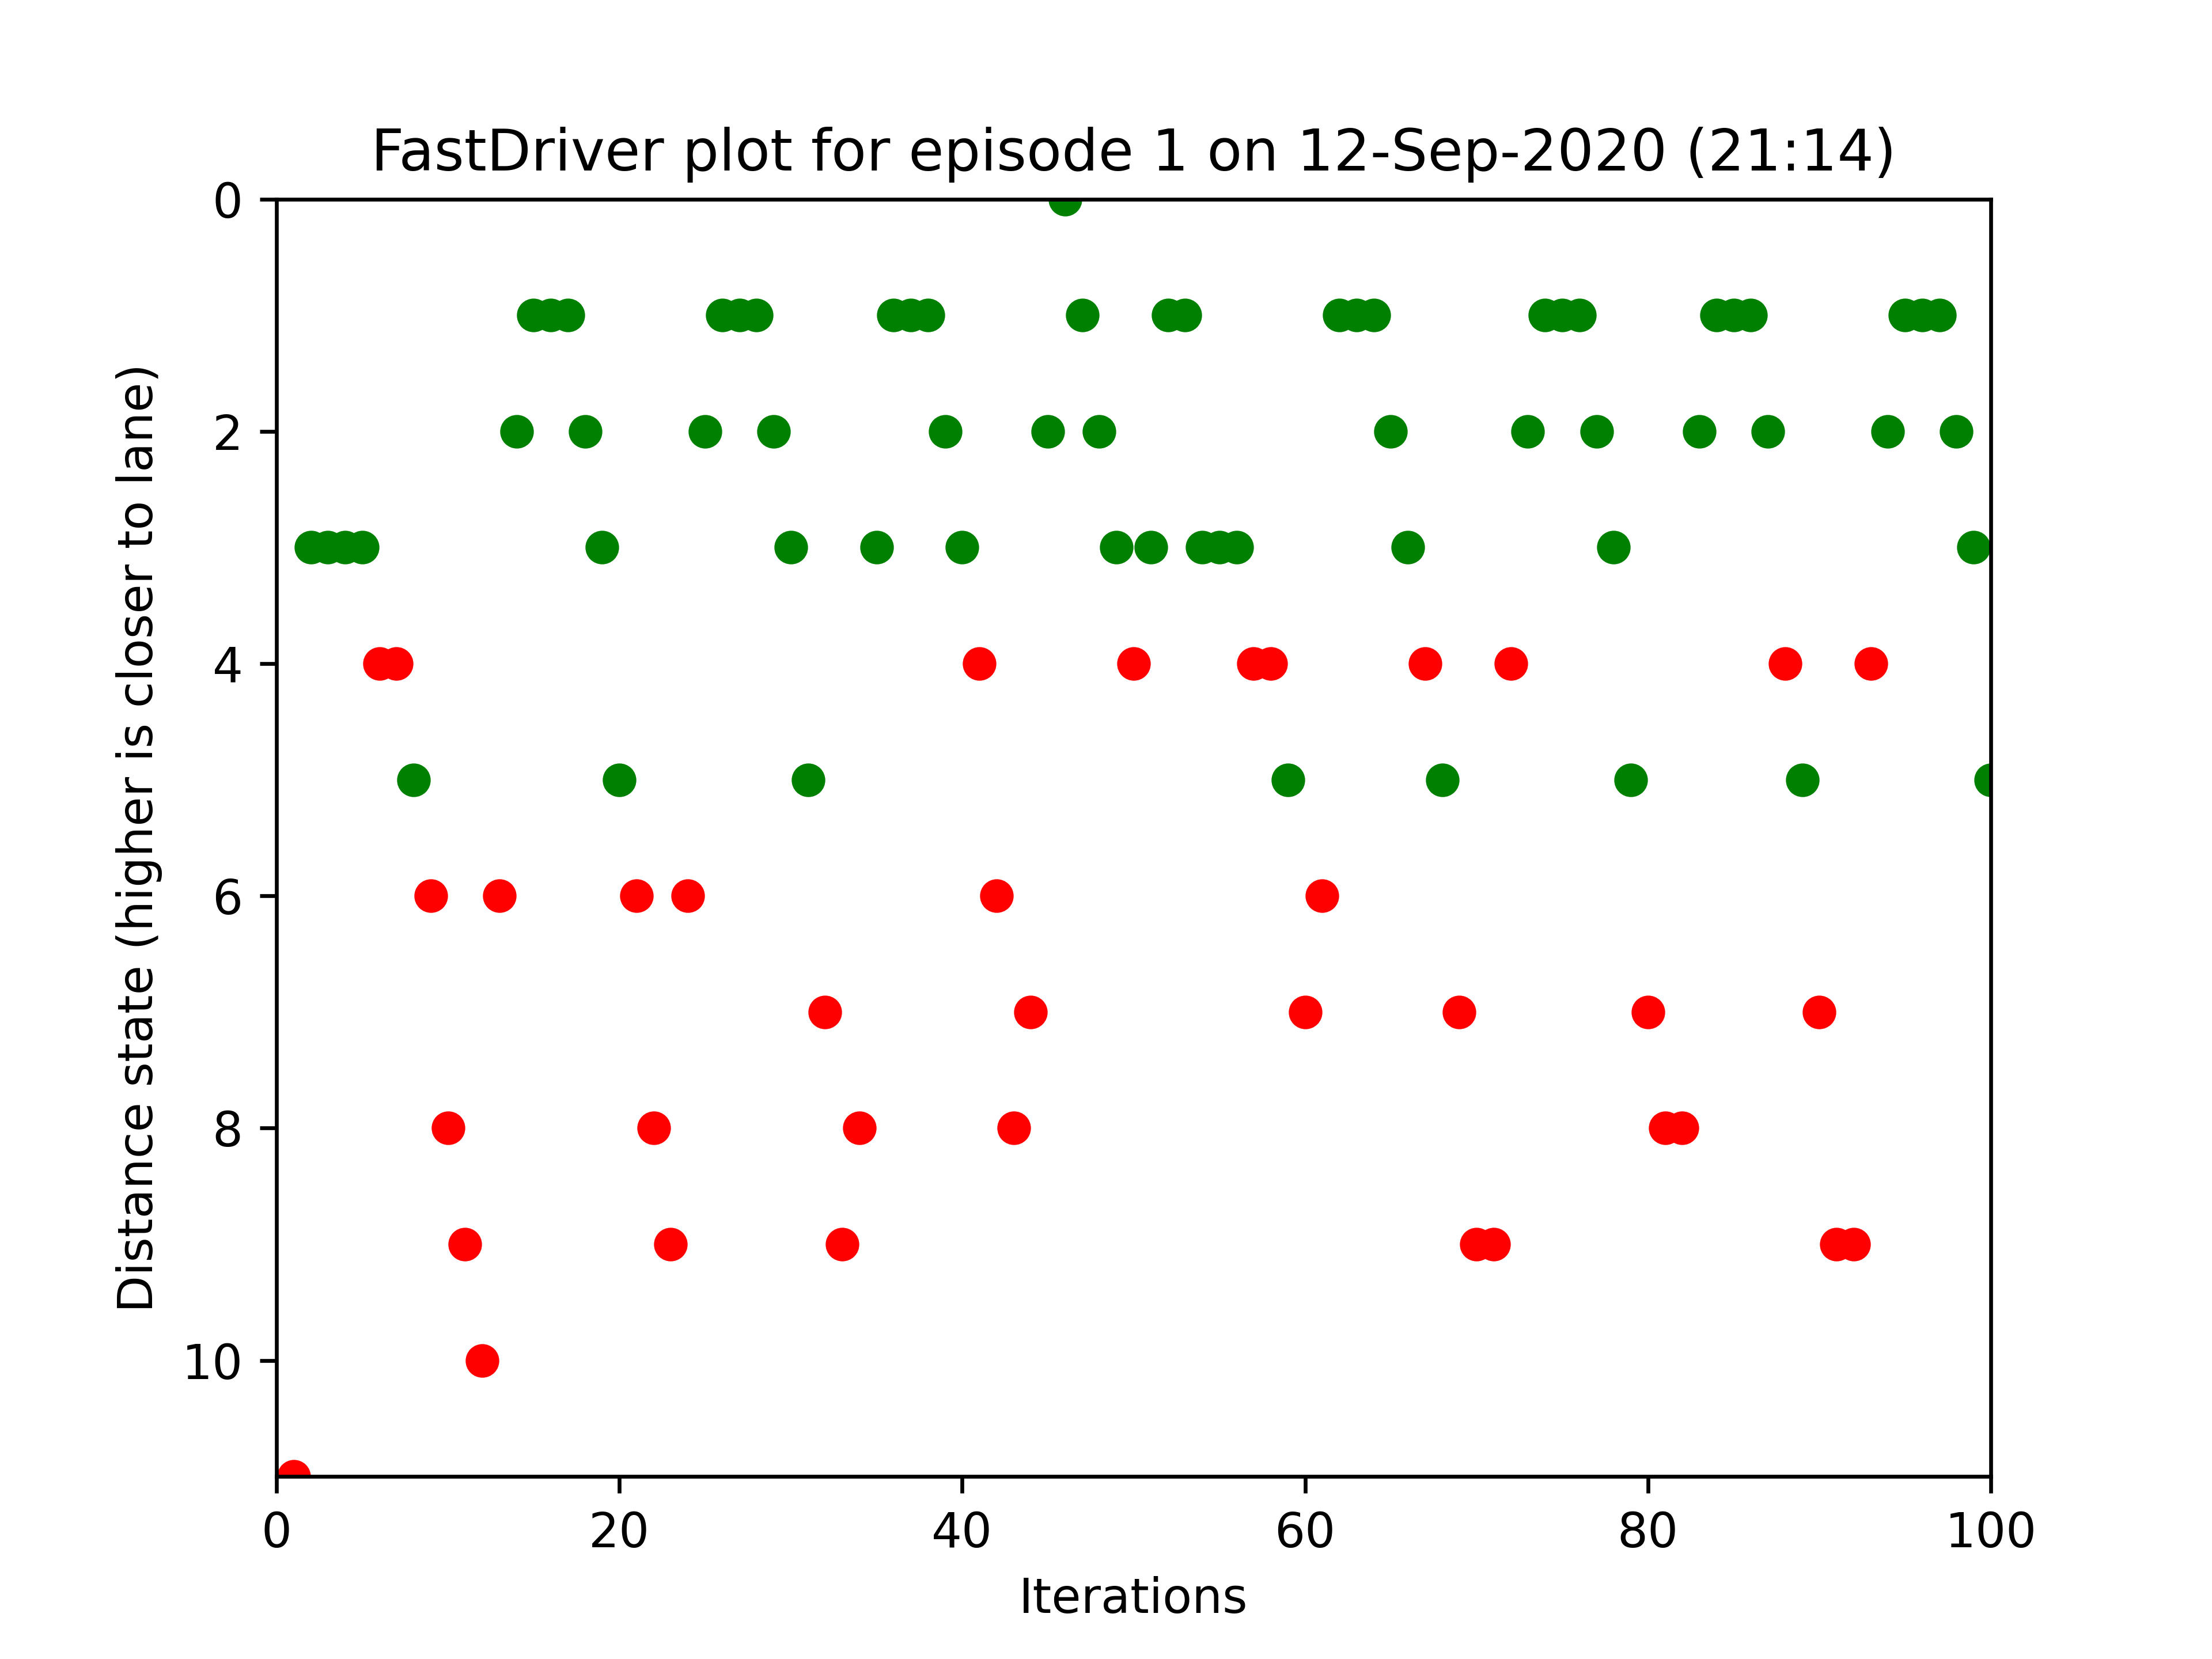 FastDriver plot for episode 1 on 12-Sep-2020 (21:14)
Distance state (higher is closer to lane)
0
2
4
6
8
10
0 20 40 60 80 100
Iterations